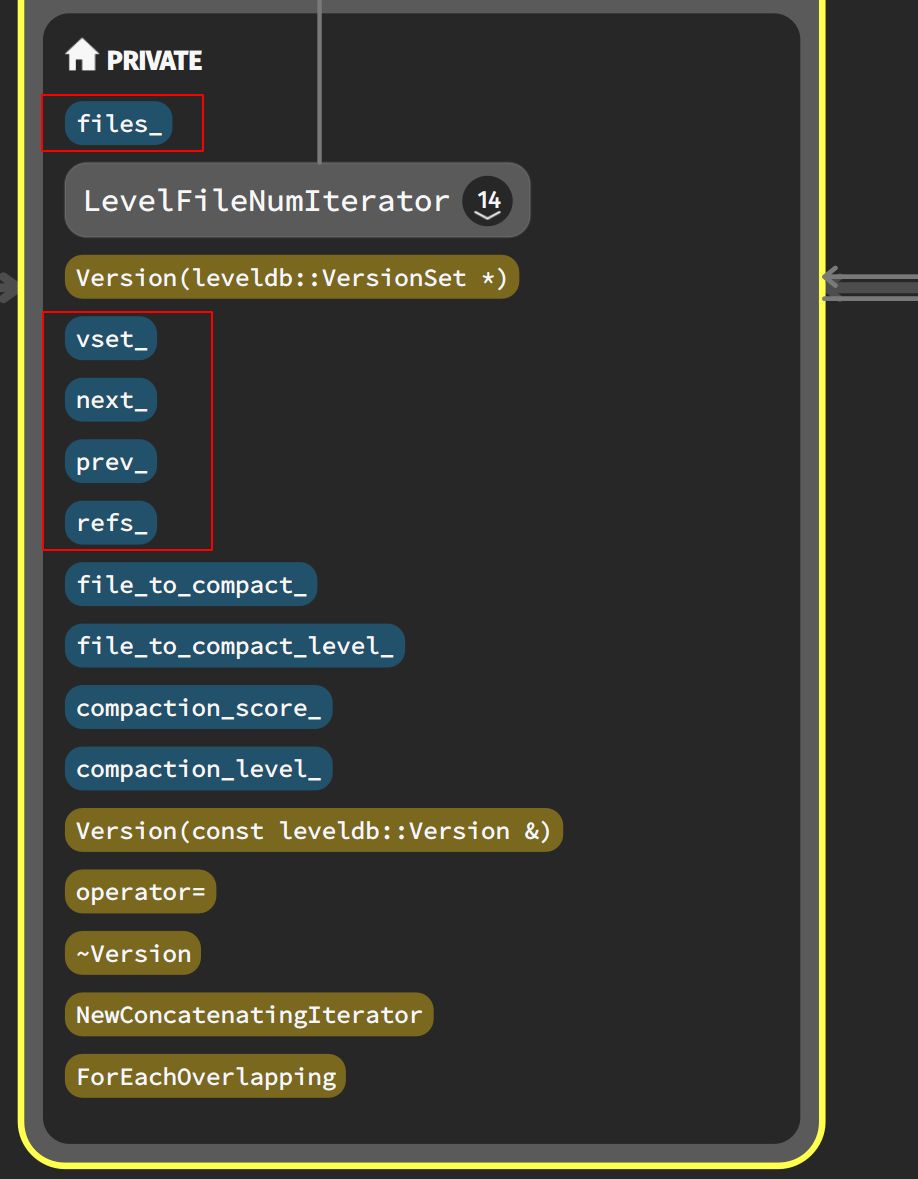 PRIVATE
files_
LevelFileNumIterator 14
Version(leveldb::VersionSet *)
vset_
next_
prev_
refs_
file_to_compact_
file_to_compact_level_
compaction_score_
compaction_level_
Version(const leveldb::Version &)
operator=
~Version
NewConcatenatingIterator
ForEachOverlapping